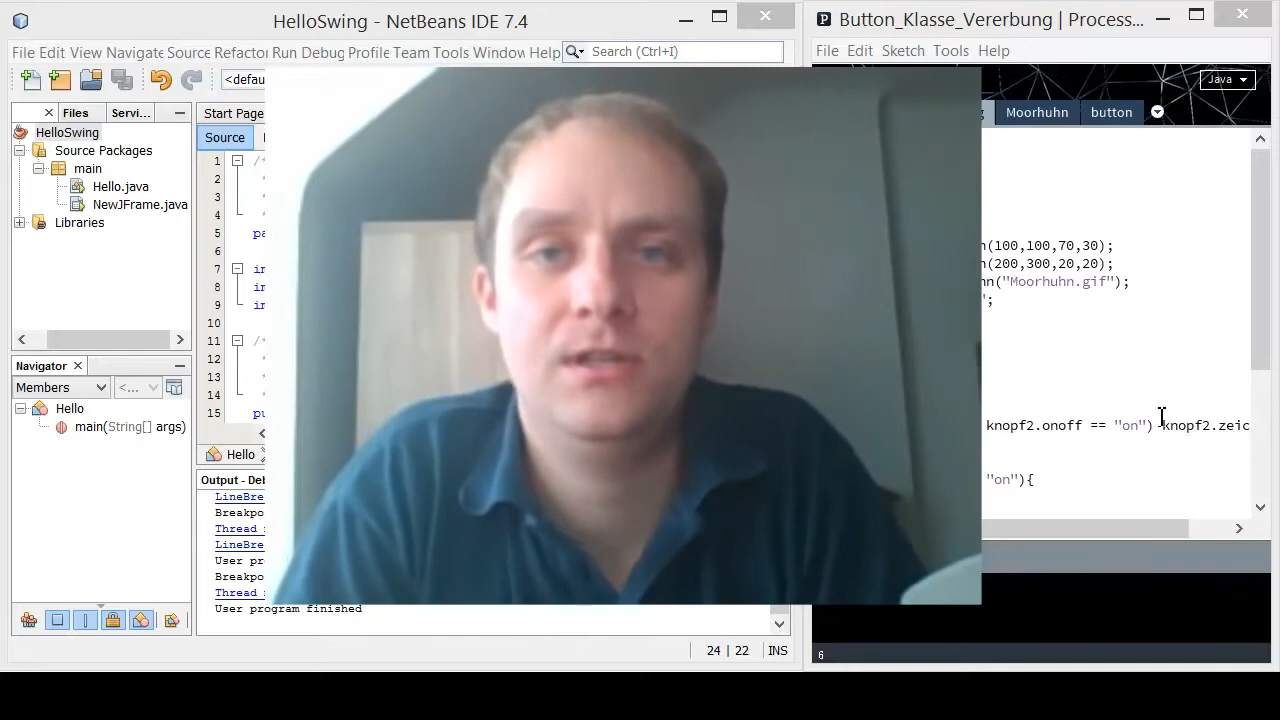 HelloSwing - NetBeans IDE 7.4
File Edit View Navigate Source Refactor Run Debug Profile Team Tools Window Help
Search (Ctrl+I)
<defau
Files
Servi...
HelloSwing
Source Packages
main
Hello.java
NewJFrame.java
Libraries
Navigator
Members
<...
Hello
main(String[] args)
Start Page
Source
1 /*
2 *
3 *
4 *
5 pa
6
7 im
8 im
9 im
10
11 /*
12 *
13 *
14 *
15 pu
Hello
Output - De
LineBre
Breakpo
Thread
LineBre
User pr
Breakpo
Thread
User program finished
24 | 22 INS
Button_Klasse_Vererbung | Process...
File Edit Sketch Tools Help
Java
Moorhuhn
button
n(100,100,70,30);
n(200,300,20,20);
hn("Moorhuhn.gif");
";
knopf2.onoff == "on") knopf2.zeic
"on"){
6